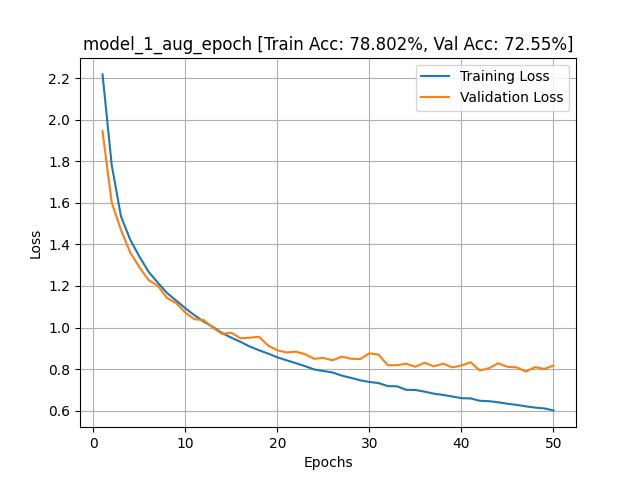 model_1_aug_epoch [Train Acc: 78.802%, Val Acc: 72.55%]
Training Loss
Validation Loss
2.2
2.0
1.8
1.6
1.4
1.2
1.0
0.8
0.6
Loss
0 10 20 30 40 50
Epochs